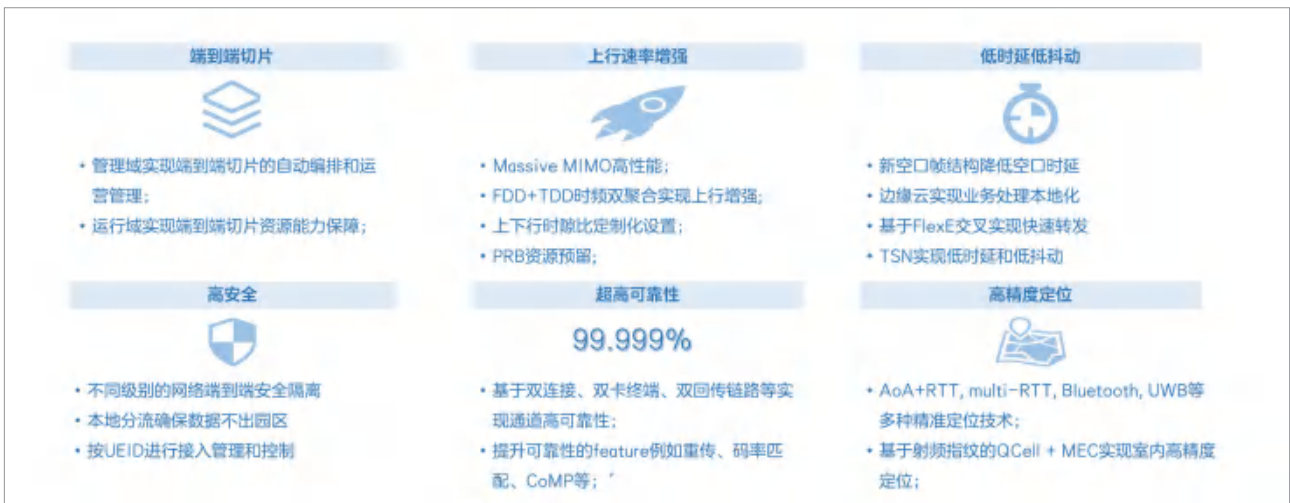 端到端切片
• 管理域实现端到端切片的自动编排和运
营管理；
• 运行域实现端到端切片资源能力保障；
上行速率增强
• Massive MIMO高性能；
• FDD+TDD时频双聚合实现上行增强；
• 上下行时隙比定制化设置；
• PRB资源预留；
低时延低抖动
• 新空口帧结构降低空口时延
• 边缘云实现业务处理本地化
• 基于FlexE交叉实现快速转发
• TSN实现低时延和低抖动
高安全
• 不同级别的网络端到端安全隔离
• 本地分流确保数据不出园区
• 按UEID进行接入管理和控制
超高可靠性
99.999%
• 基于双连接、双卡终端、双回传链路等实
现通道高可靠性；
• 提升可靠性的feature例如重传、码率匹
配、CoMP等；
高精度定位
• AoA+RTT, multi-RTT, Bluetooth, UWB等
多种精准定位技术；
• 基于射频指纹的QCell + MEC实现室内高精度
定位；